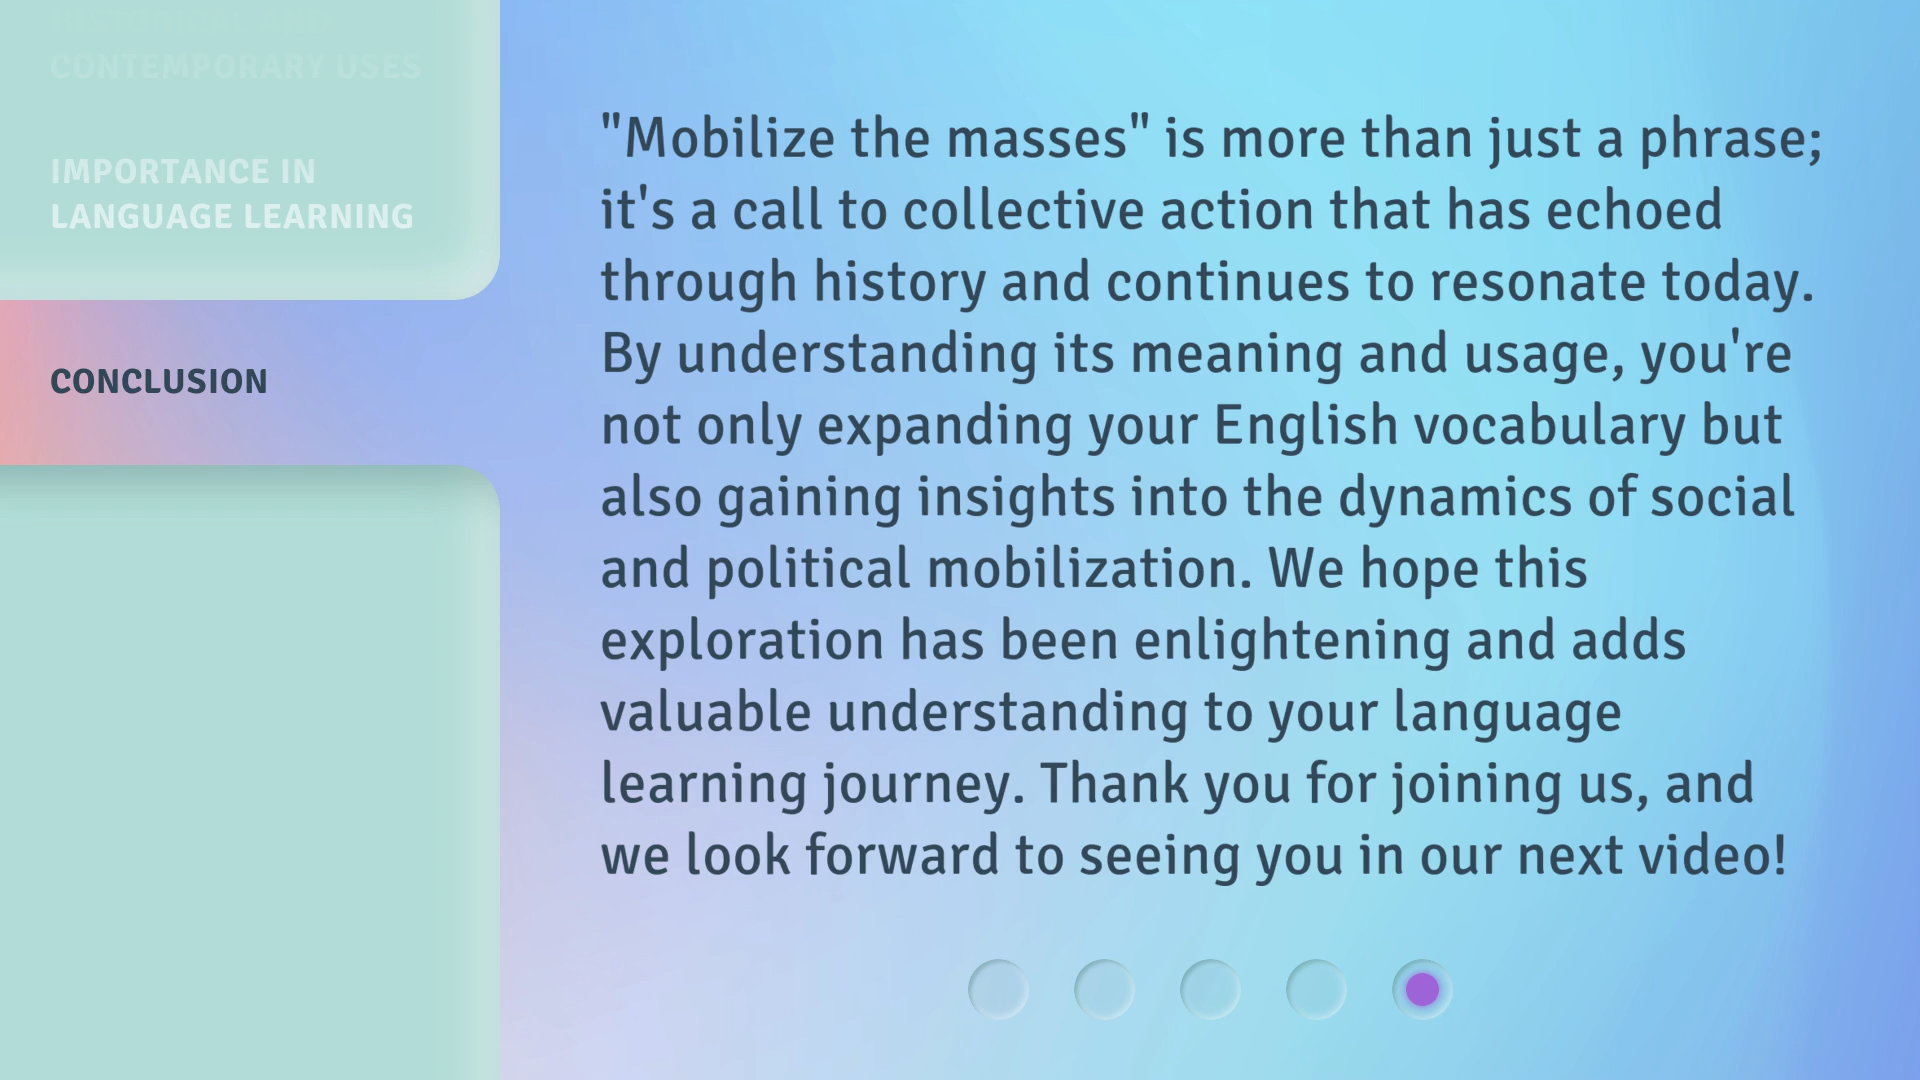 HISTORICAL AND
CONTEMPORARY USES
IMPORTANCE IN
LANGUAGE LEARNING
CONCLUSION
"Mobilize the masses" is more than just a phrase;
it's a call to collective action that has echoed
through history and continues to resonate today.
By understanding its meaning and usage, you're
not only expanding your English vocabulary but
also gaining insights into the dynamics of social
and political mobilization. We hope this
exploration has been enlightening and adds
valuable understanding to your language
learning journey. Thank you for joining us, and
we look forward to seeing you in our next video!